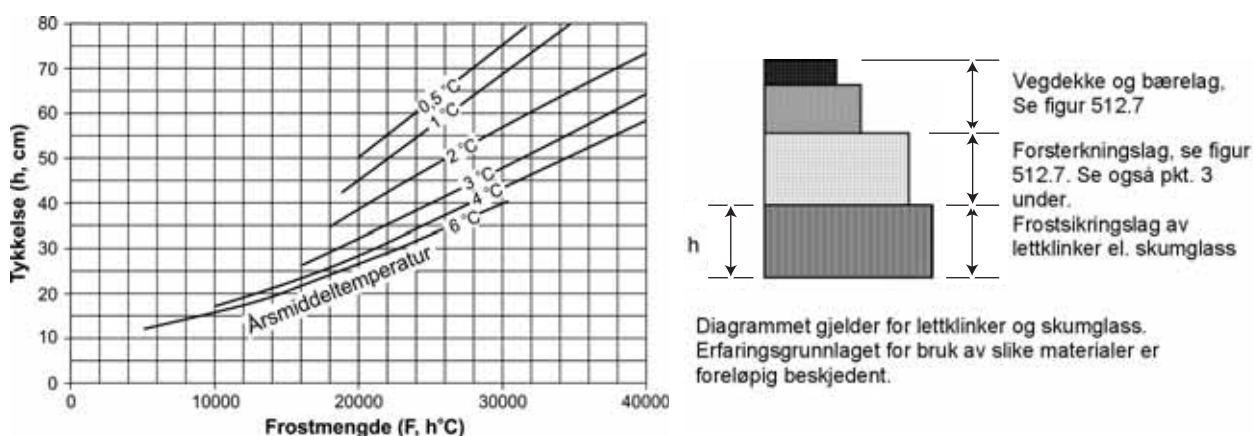 80
70
60
50
40
30
20
10
0
Tykkelse (h, cm)
0,5 °C
1 °C
2 °C
3 °C
4 °C
6 °C
Årsmiddeltemperatur
0
10000
20000
30000
40000
Frostmengde (F, h°C)
Vegdekke og bærelag,
Se figur 512.7
Forsterkningslag, se figur
512.7. Se også pkt. 3
under.
Frostsikringslag av
lettklinker el. skumglass
h
Diagrammet gjelder for lettklinker og skumglass.
Erfaringsgrunnlaget for bruk av slike materialer er
foreløpig beskjedent.